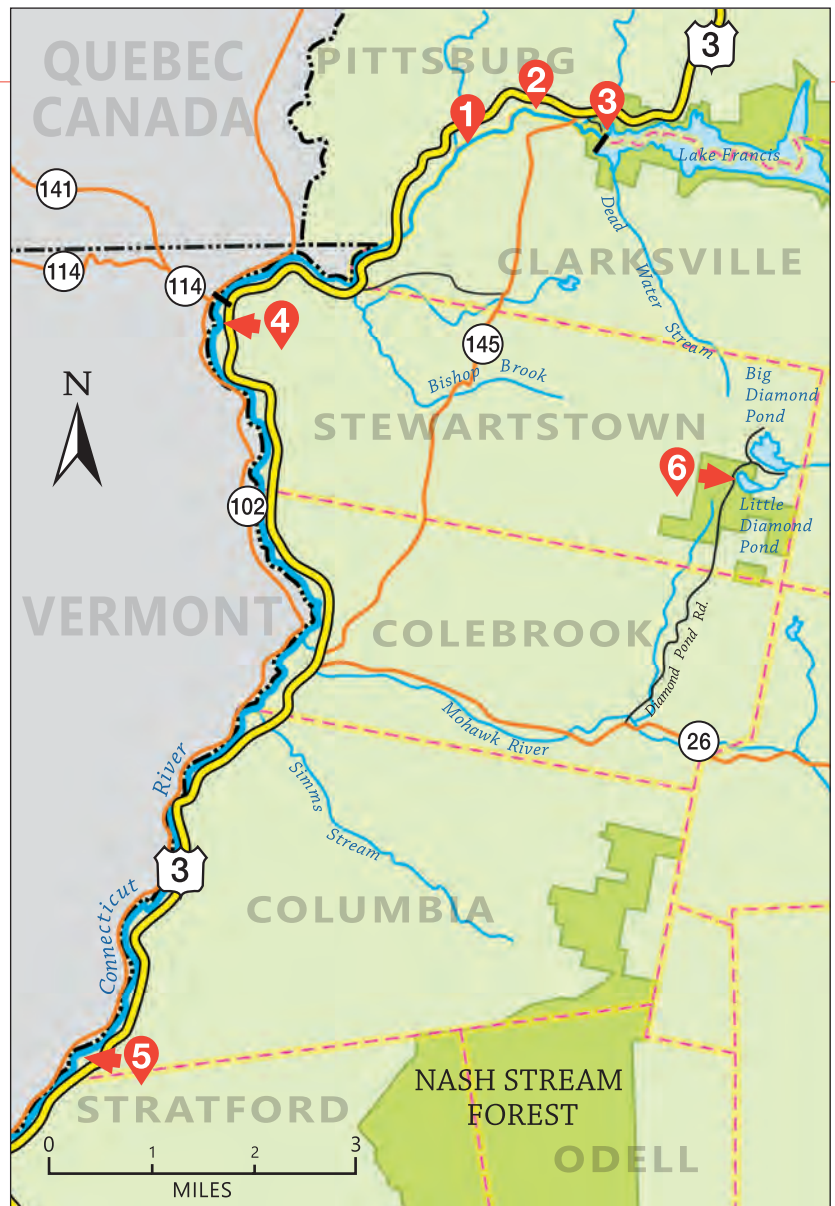 QUEBEC
CANADA
PITTSBURG
3
1
2
3
Lake Francis
141
114
114
Dead
Water
Stream
CLARKSVILLE
4
145
N
Bishop Brook
Big
Diamond
Pond
STEWARTSTOWN
6
102
Little
Diamond
Pond
VERMONT
COLEBROOK
Diamond Pond Rd.
Mohawk River
26
River
Simms
Stream
3
Connecticut
COLUMBIA
5
NASH STREAM
FOREST
STRATFORD
ODELL
0 1 2 3
MILES